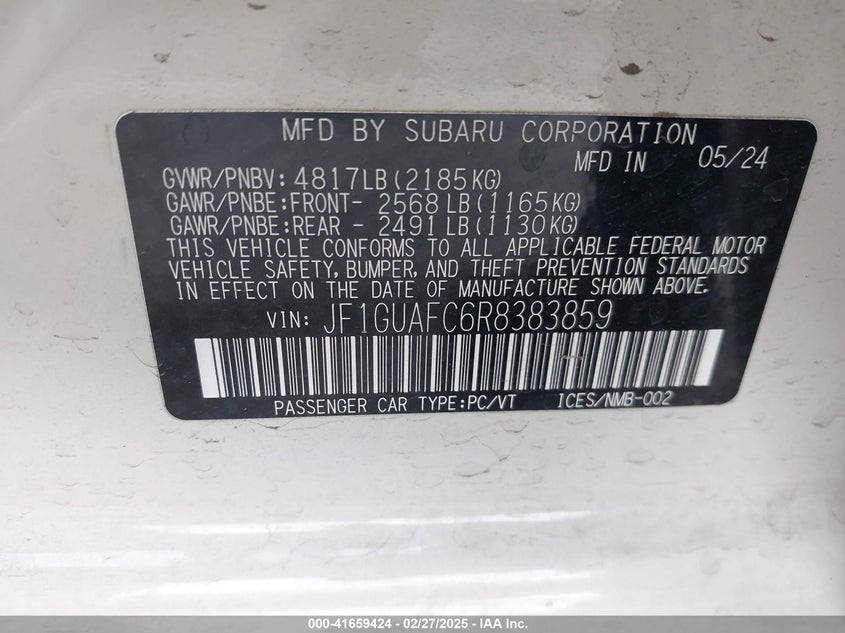 MFD BY SUBARU CORPORATION
MFD IN 05/24
GVWR/PNBV: 4817LB(2185KG)
GAWR/PNBE:FRONT- 2568LB(1165KG)
GAWR/PNBE:REAR - 2491LB(1130KG)
THIS VEHICLE CONFORMS TO ALL APPLICABLE FEDERAL MOTOR
VEHICLE SAFETY, BUMPER, AND THEFT PREVENTION STANDARDS
IN EFFECT ON THE DATE OF MANUFACTURE SHOWN ABOVE.
VIN: JF1GUAFC6R8383859
PASSENGER CAR TYPE:PC/VT ICES/NMB-002
000-41659424 - 02/27/2025 - IAA Inc.